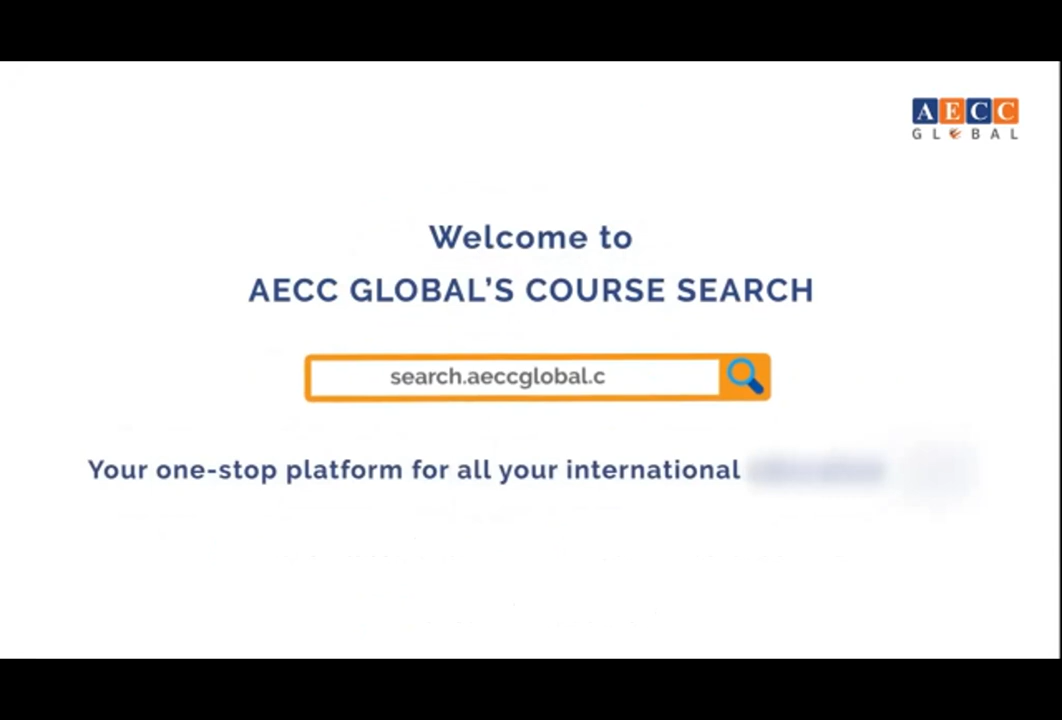 AECC
GLOBAL
Welcome to
AECC GLOBAL'S COURSE SEARCH
search.aeccglobal.c
Your one-stop platform for all your international